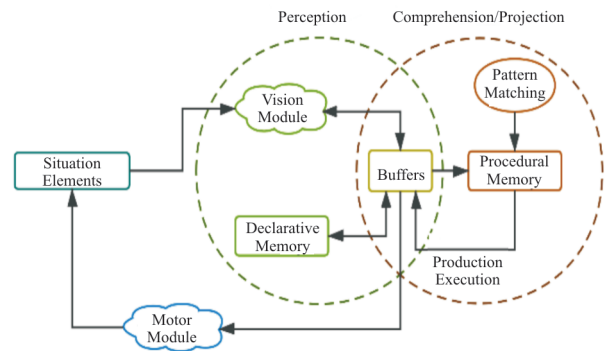 Perception
Comprehension/Projection
Pattern
Matching
Vision
Module
Situation
Elements
Buffers
Procedural
Memory
Declarative
Memory
Production
Execution
Motor
Module